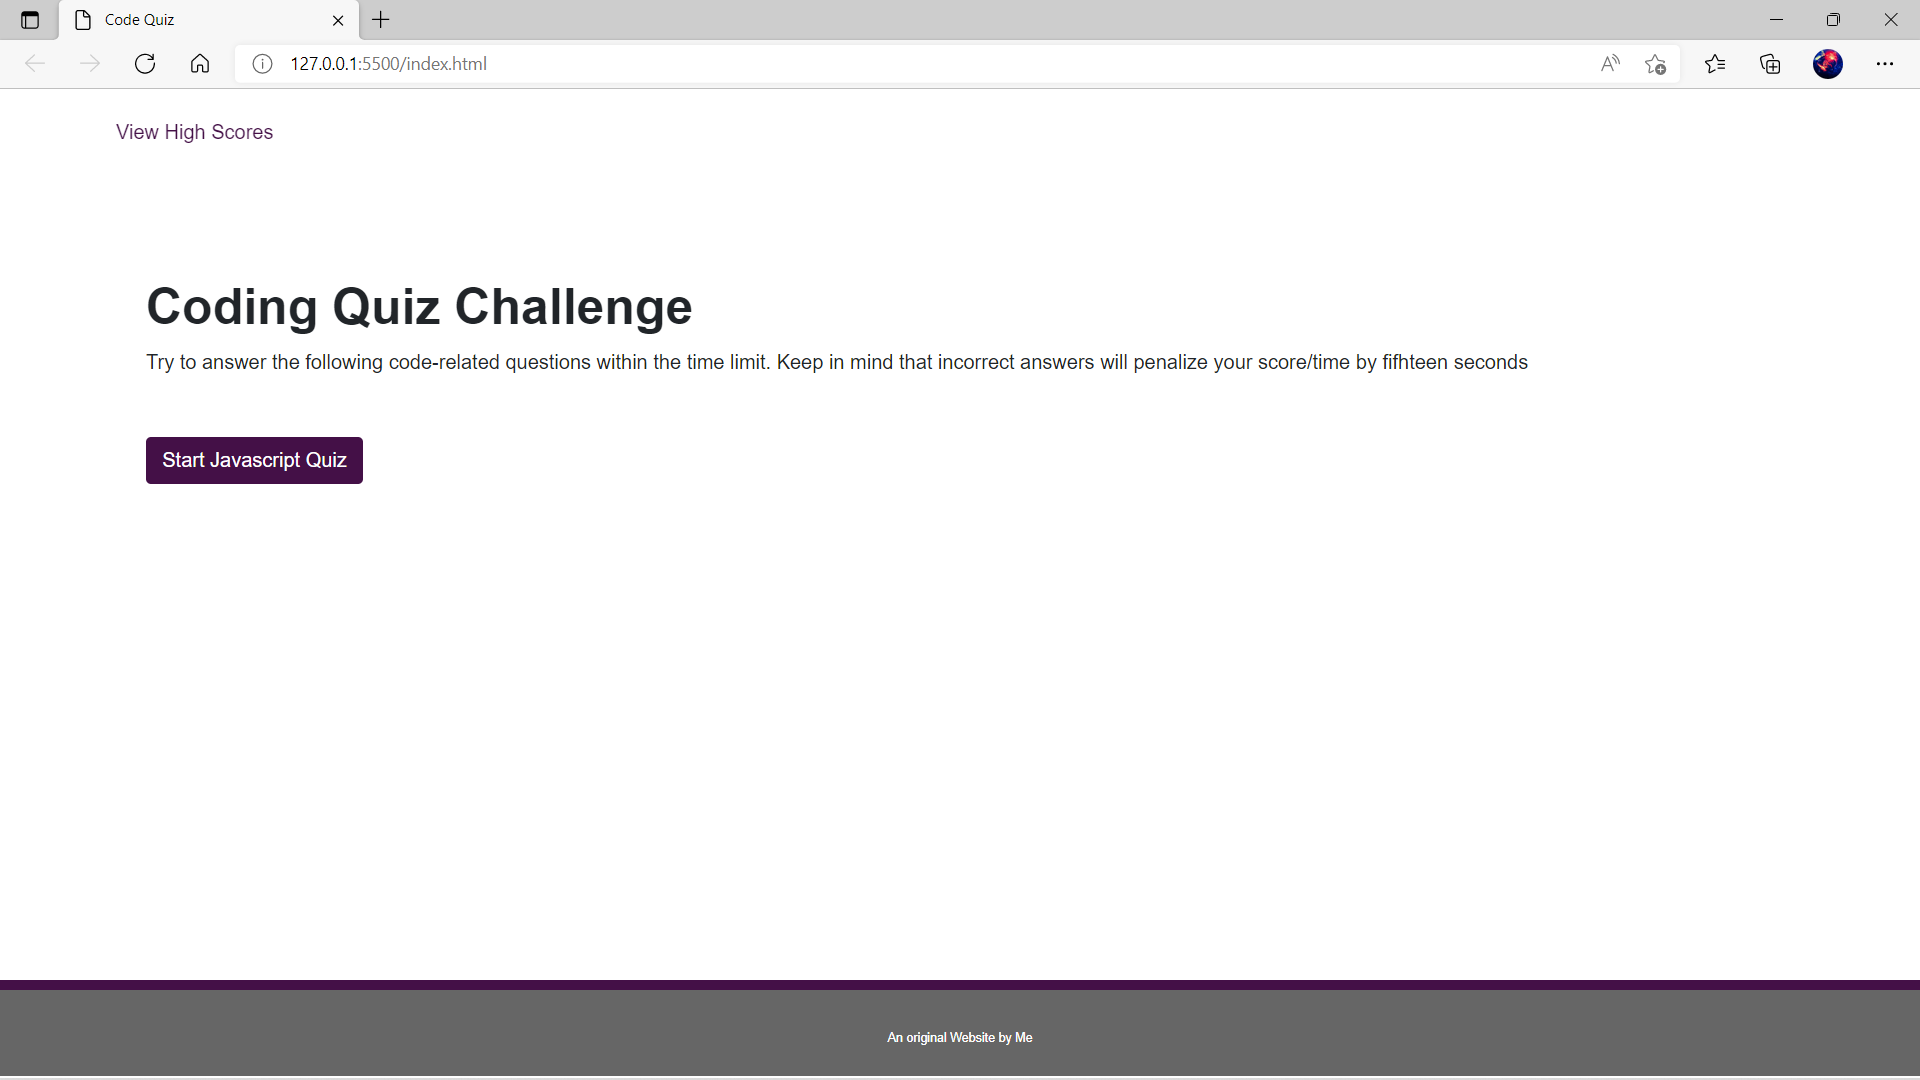 Code Quiz
127.0.0.1:5500/index.html
View High Scores
Coding Quiz Challenge
Try to answer the following code-related questions within the time limit. Keep in mind that incorrect answers will penalize your score/time by fifhteen seconds
Start Javascript Quiz
An original Website by Me